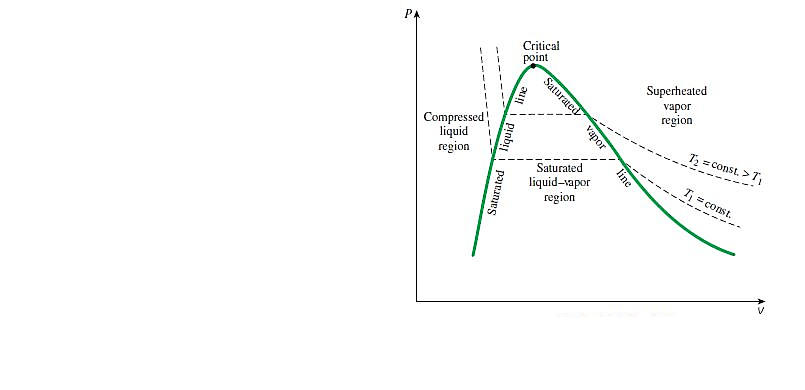 P
Critical
point
Saturated
liquid
line
Saturated
vapor
line
Superheated
vapor
region
Compressed
liquid
region
Saturated
liquid–vapor
region
T2 = const. > T1
T1 = const.
v